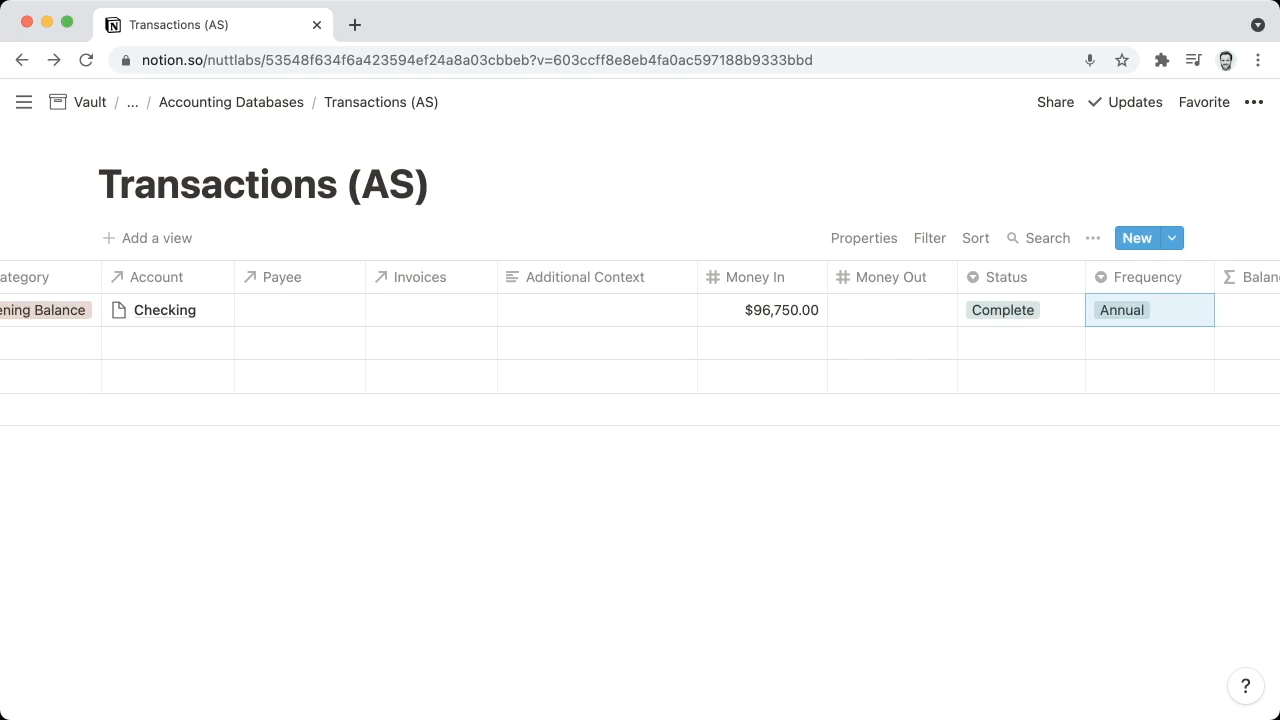 Transactions (AS)
notion.so/nuttlabs/53548f634f6a423594ef24a8a03cbbeb?v=603ccff8e8eb4fa0ac597188b9333bbd
Vault / ... / Accounting Databases / Transactions (AS) Share Updates Favorite
Transactions (AS)
Add a view Properties Filter Sort Search New
ategory Account Payee Invoices Additional Context Money In Money Out Status Frequency Balan
ening Balance Checking $96,750.00 Complete Annual
?